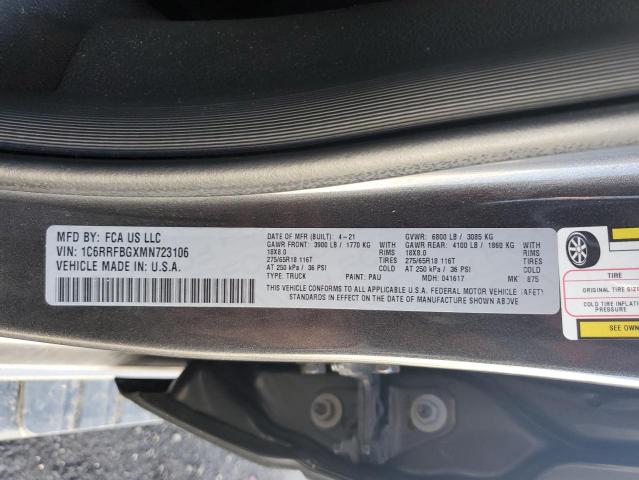 MFD BY: FCA US LLC
VIN: 1C6RRFBGXMN723106
VEHICLE MADE IN: U.S.A.
DATE OF MFR (BUILT): 4-21
GAWR FRONT: 3900 LB / 1770 KG
WITH
18X8.0
RIMS
275/65R18 116T
TIRES
AT 250 kPa / 36 PSI
COLD
TYPE: TRUCK
PAINT: PAU
GVWR: 6800 LB / 3085 KG
GAWR REAR: 4100 LB / 1860 KG
WITH
18X8.0
RIMS
275/65R18 116T
TIRES
AT 250 kPa / 36 PSI
COLD
MDH: 041617
MK: 875
THIS VEHICLE CONFORMS TO ALL APPLICABLE U.S.A. FEDERAL MOTOR VEHICLE SAFETY
STANDARDS IN EFFECT ON THE DATE OF MANUFACTURE SHOWN ABOVE
TIRE
ORIGINAL TIRE SIZE
COLD TIRE INFLATION
PRESSURE
SEE OWN